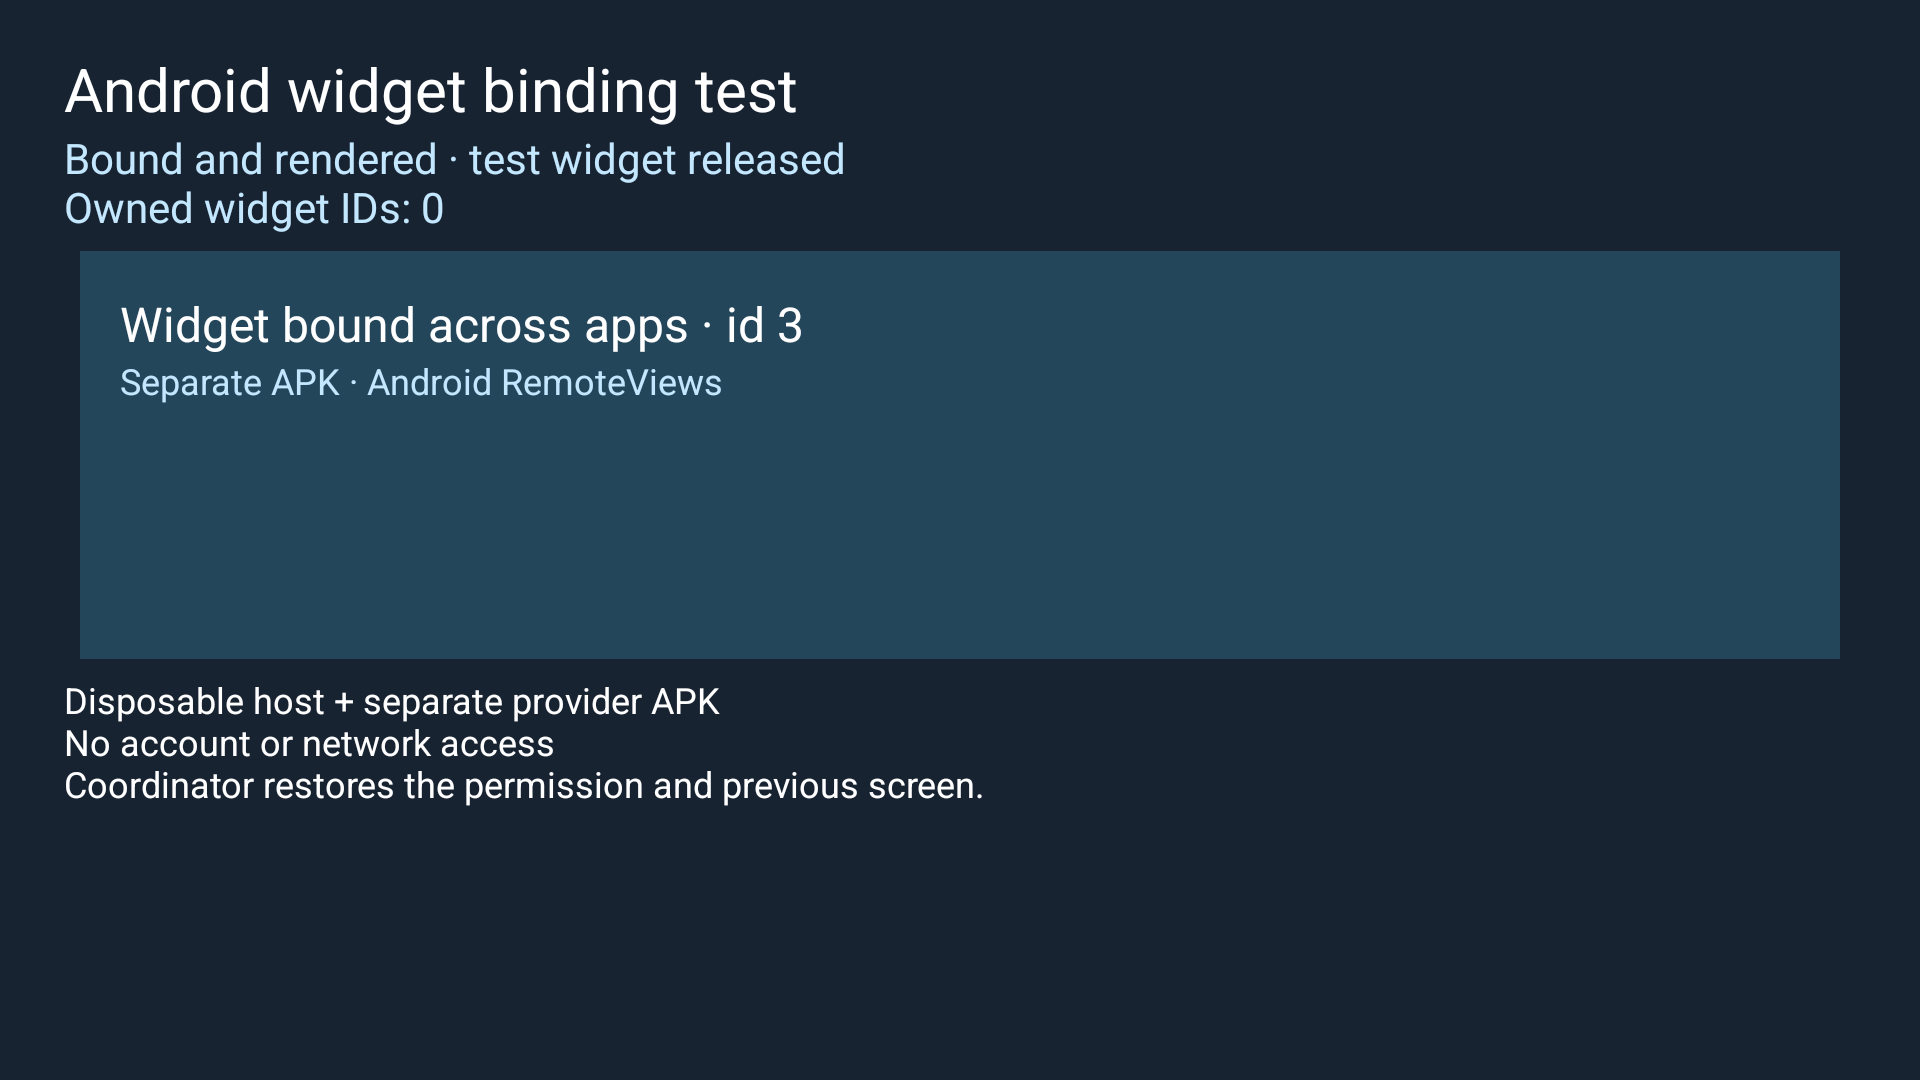 Android widget binding test
Bound and rendered · test widget released
Owned widget IDs: 0
Widget bound across apps · id 3
Separate APK · Android RemoteViews
Disposable host + separate provider APK
No account or network access
Coordinator restores the permission and previous screen.